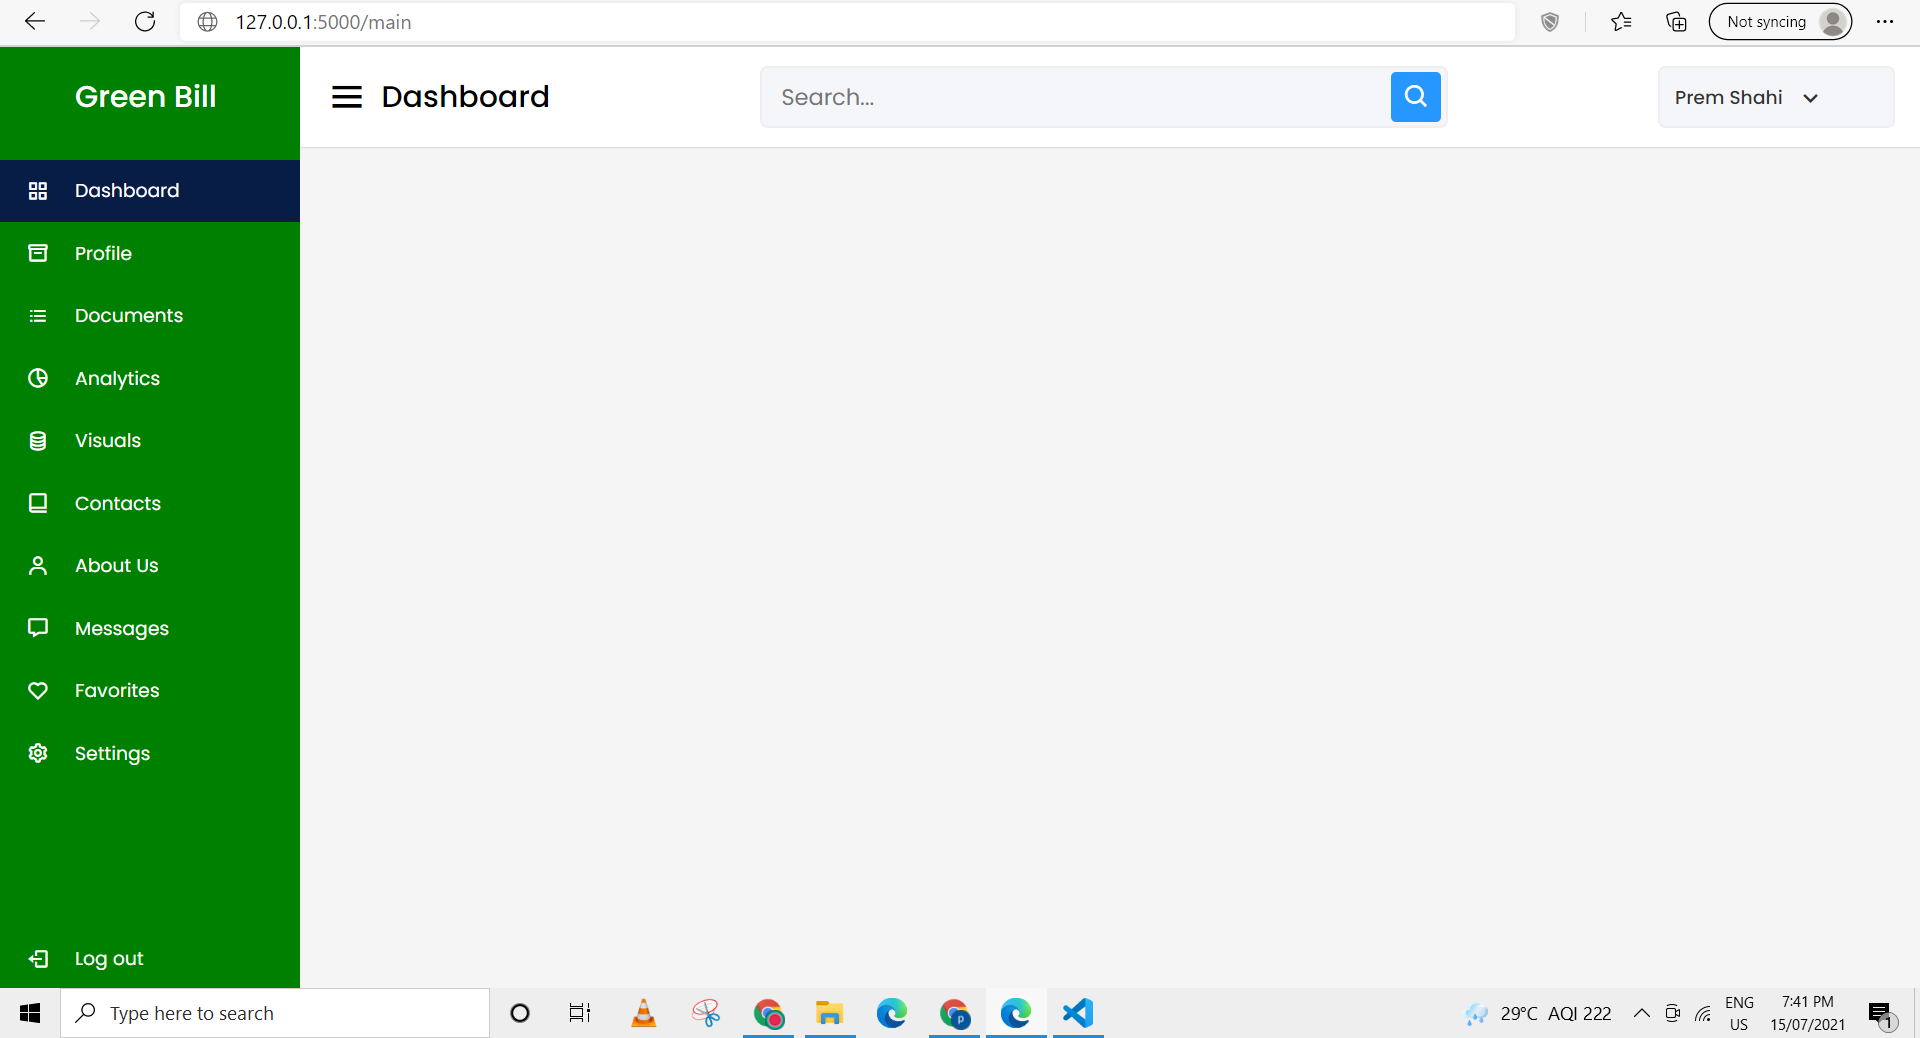 127.0.0.1:5000/main
Not syncing
Green Bill
Dashboard
Search...
Prem Shahi
Dashboard
Profile
Documents
Analytics
Visuals
Contacts
About Us
Messages
Favorites
Settings
Log out
Type here to search
P
29°C AQI 222
ENG
US
7:41 PM
15/07/2021
1